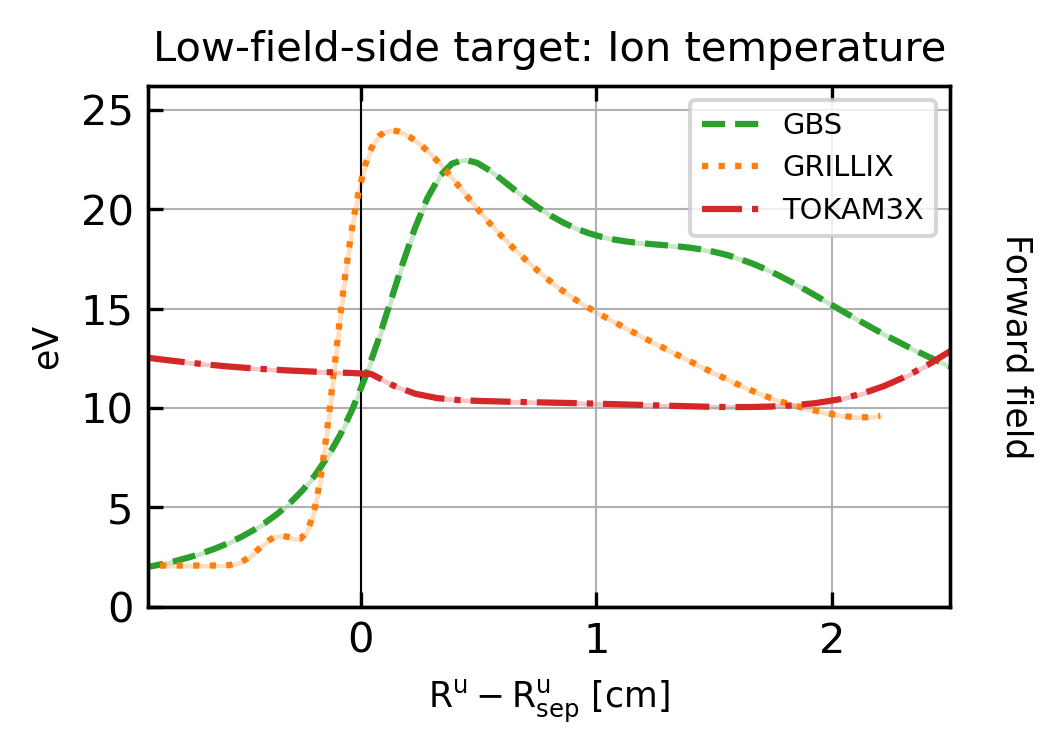 Low-field-side target: Ion temperature
25
20
15
10
5
0
eV
GBS
GRILLIX
TOKAM3X
Forward field
0 1 2
Rᵘ − Rᵘsep [cm]